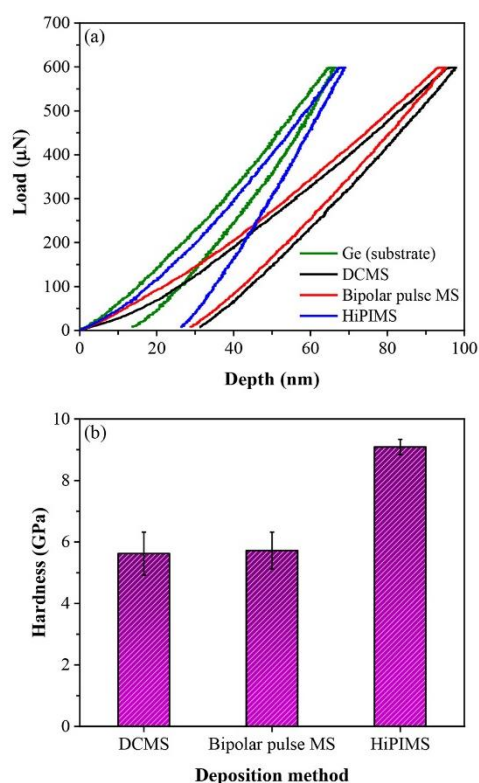 (a)
700
600
500
400
300
200
100
0
Load (μN)
Ge (substrate)
DCMS
Bipolar pulse MS
HiPIMS
0 20 40 60 80 100
Depth (nm)
(b)
10
8
6
4
2
0
Hardness (GPa)
DCMS Bipolar pulse MS HiPIMS
Deposition method